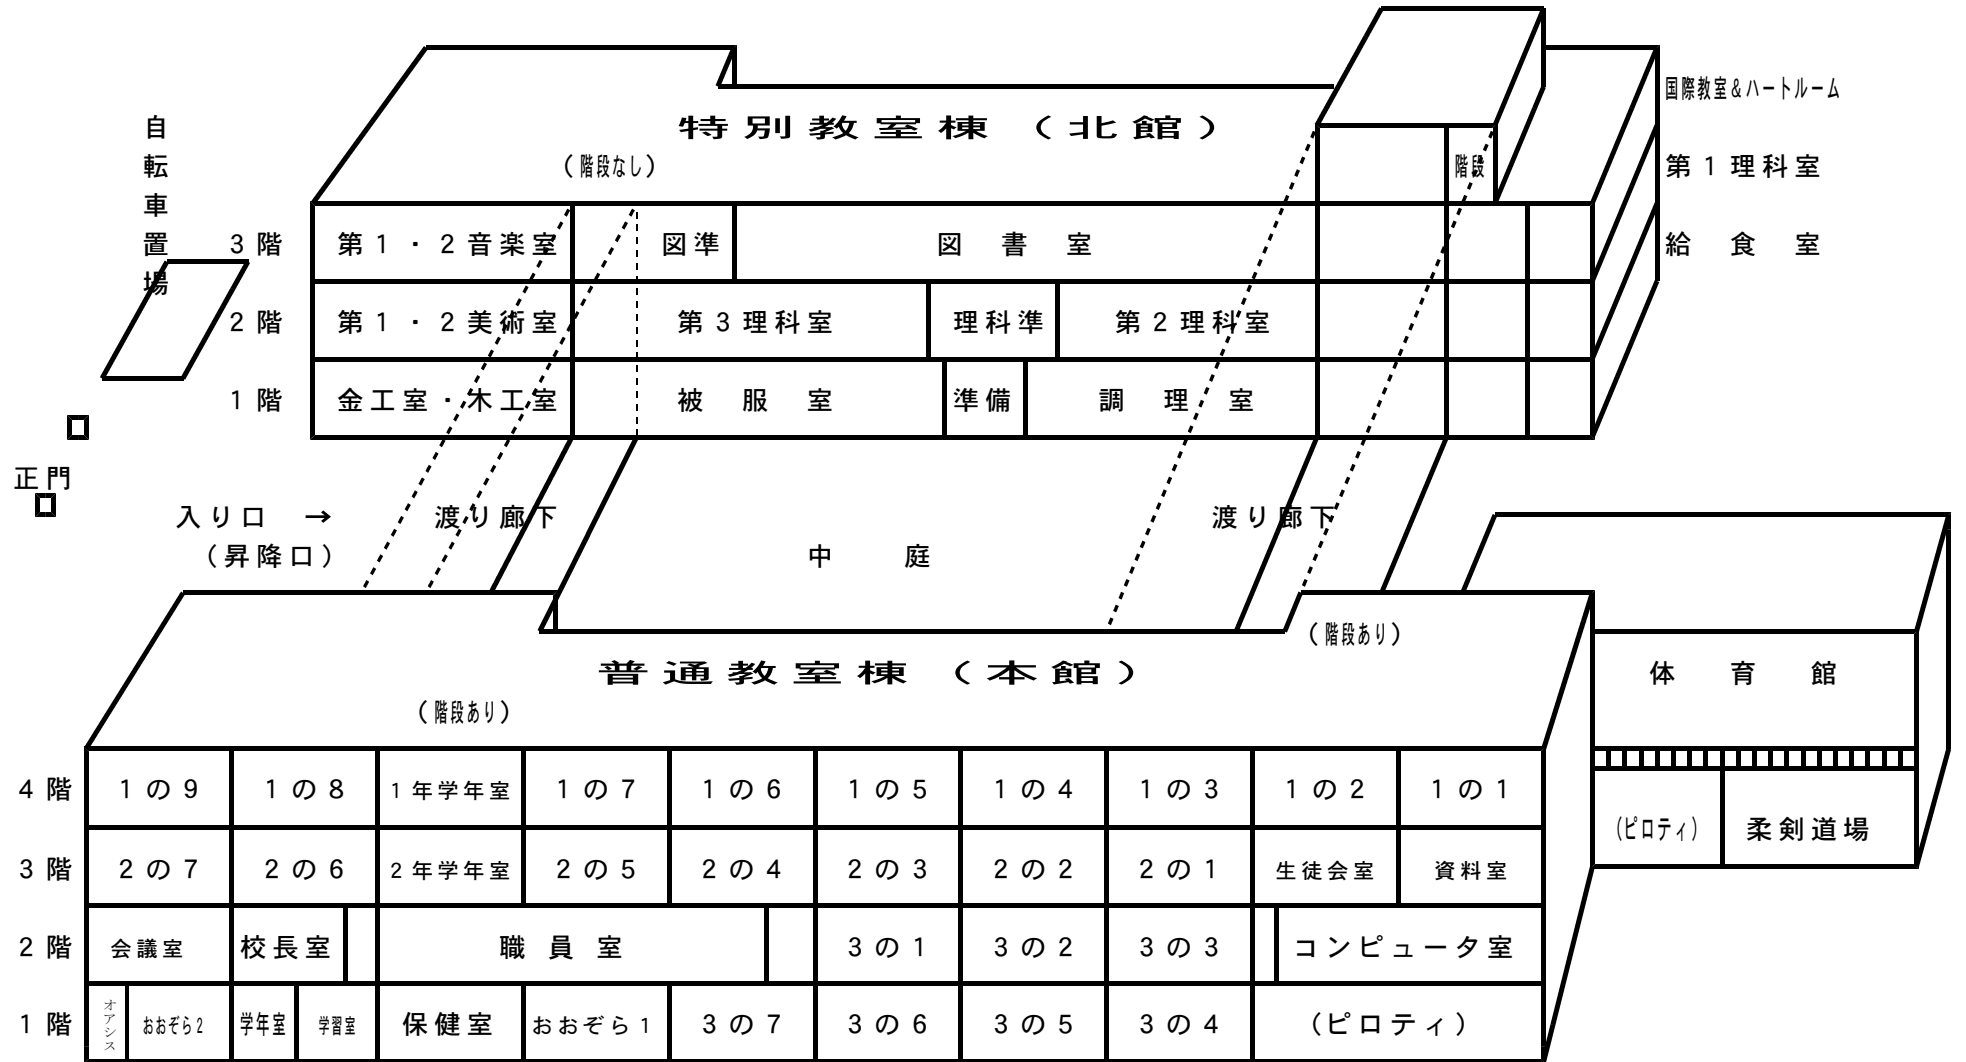 国際教室&ハートルーム
特別教室棟（北館）
自転車置場
（階段なし）
階段
第1理科室
3階 第1・2音楽室 図準 図書室
給食室
2階 第1・2美術室 第3理科室 理科準 第2理科室
1階 金工室・木工室 被服室 準備 調理室
正門
入り口 → 渡り廊下 渡り廊下
（昇降口） 中庭
（階段あり）
普通教室棟（本館）
体育館
（階段あり）
4階 1の9 1の8 1年学年室 1の7 1の6 1の5 1の4 1の3 1の2 1の1
（ピロティ） 柔剣道場
3階 2の7 2の6 2年学年室 2の5 2の4 2の3 2の2 2の1 生徒会室 資料室
2階 会議室 校長室 職員室 3の1 3の2 3の3 コンピュータ室
1階 オアシス おおぞら2 学年室 学習室 保健室 おおぞら1 3の7 3の6 3の5 3の4 （ピロティ）